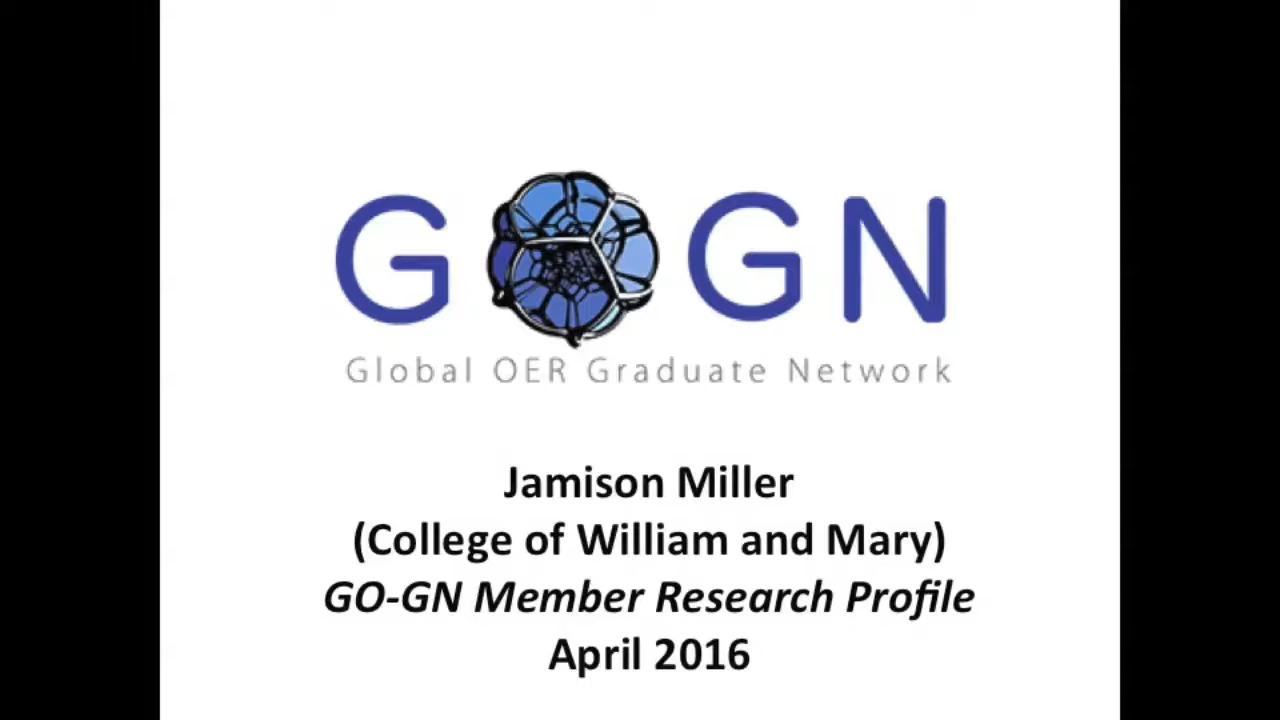 GOGN
Global OER Graduate Network
Jamison Miller
(College of William and Mary)
GO-GN Member Research Profile
April 2016